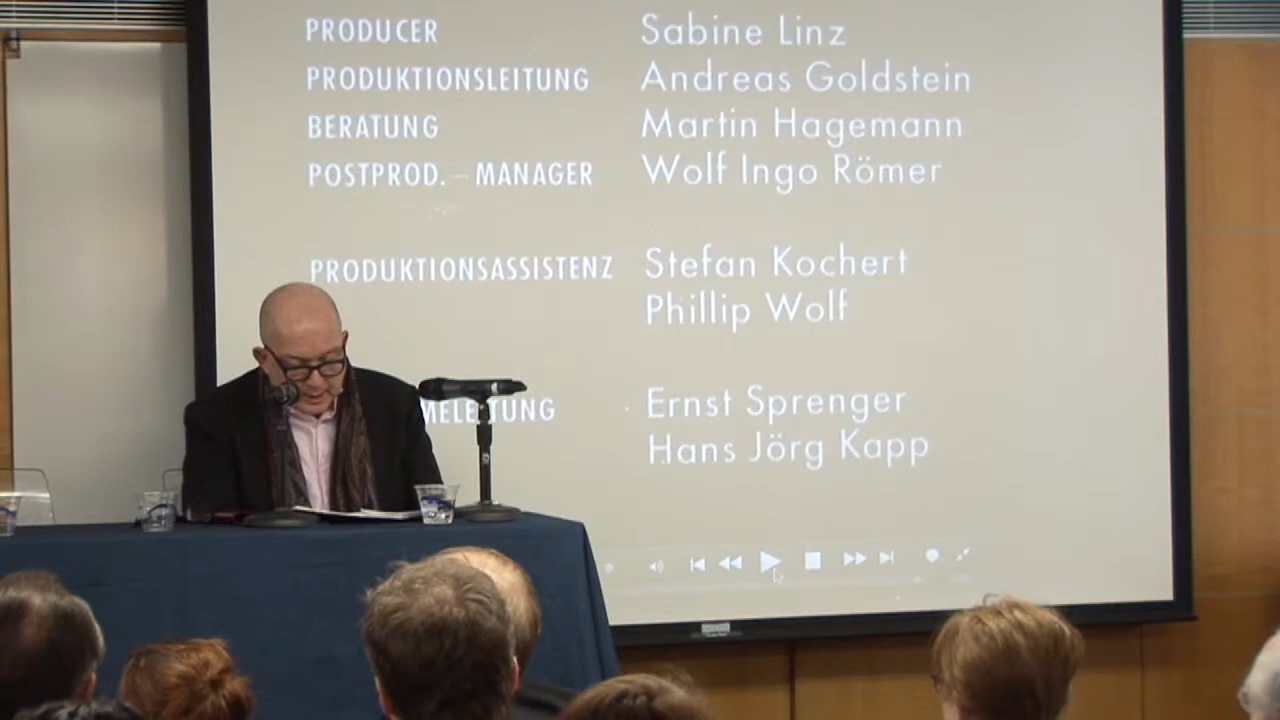 PRODUCER Sabine Linz
PRODUKTIONSLEITUNG Andreas Goldstein
BERATUNG Martin Hagemann
POSTPROD. – MANAGER Wolf Ingo Römer
PRODUKTIONSASSISTENZ Stefan Kochert
Phillip Wolf
Ernst Sprenger
Hans Jörg Kapp